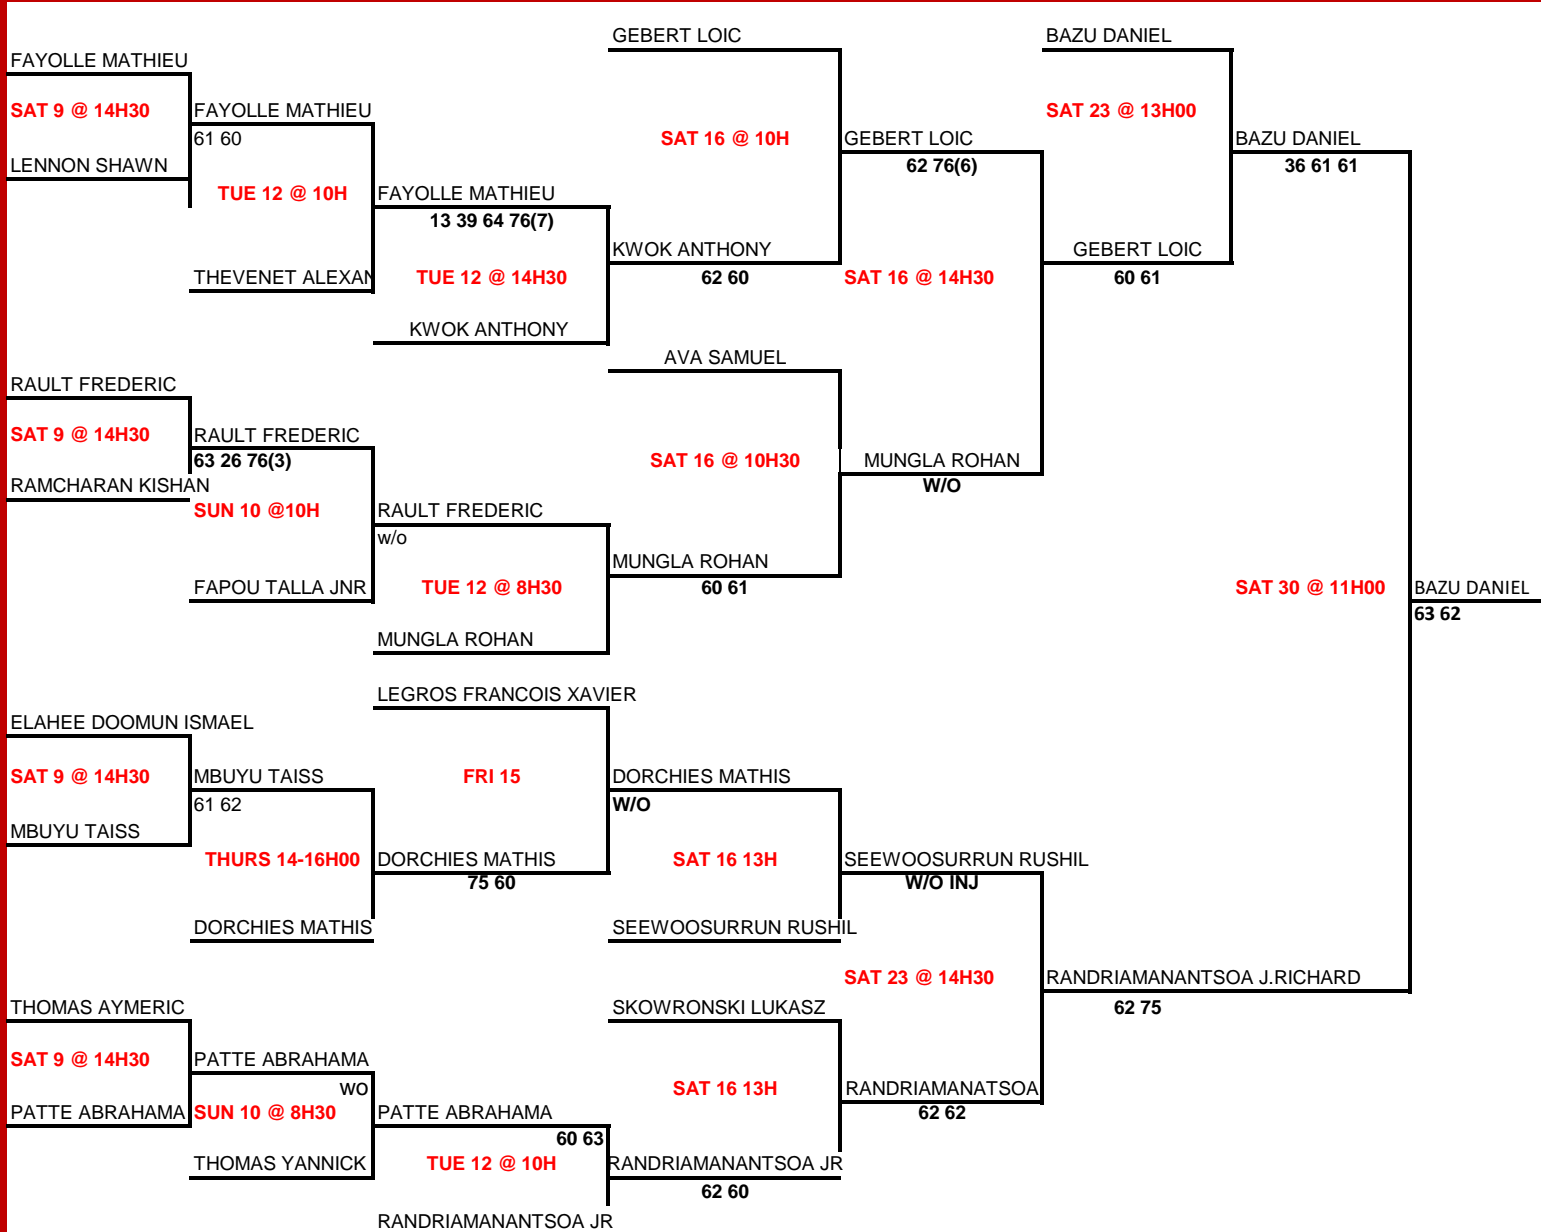 GEBERT LOIC
BAZU DANIEL
FAYOLLE MATHIEU
SAT 9 @ 14H30
FAYOLLE MATHIEU
SAT 23 @ 13H00
61 60
SAT 16 @ 10H
GEBERT LOIC
BAZU DANIEL
LENNON SHAWN
62 76(6)
36 61 61
TUE 12 @ 10H
FAYOLLE MATHIEU
13 39 64 76(7)
KWOK ANTHONY
GEBERT LOIC
THEVENET ALEXAN
TUE 12 @ 14H30
62 60
SAT 16 @ 14H30
60 61
KWOK ANTHONY
AVA SAMUEL
RAULT FREDERIC
SAT 9 @ 14H30
RAULT FREDERIC
63 26 76(3)
SAT 16 @ 10H30
MUNGLA ROHAN
RAMCHARAN KISHAN
W/O
SUN 10 @10H
RAULT FREDERIC
w/o
MUNGLA ROHAN
FAPOU TALLA JNR
TUE 12 @ 8H30
60 61
SAT 30 @ 11H00
BAZU DANIEL
63 62
MUNGLA ROHAN
LEGROS FRANCOIS XAVIER
ELAHEE DOOMUN ISMAEL
SAT 9 @ 14H30
MBUYU TAISS
FRI 15
DORCHIES MATHIS
61 62
W/O
MBUYU TAISS
THURS 14-16H00
DORCHIES MATHIS
SAT 16 13H
SEEWOOSURRUN RUSHIL
75 60
W/O INJ
DORCHIES MATHIS
SEEWOOSURRUN RUSHIL
SAT 23 @ 14H30
RANDRIAMANANTSOA J.RICHARD
THOMAS AYMERIC
SKOWRONSKI LUKASZ
62 75
SAT 9 @ 14H30
PATTE ABRAHAMA
WO
SAT 16 13H
RANDRIAMANATSOA
PATTE ABRAHAMA
SUN 10 @ 8H30
PATTE ABRAHAMA
62 62
60 63
THOMAS YANNICK
TUE 12 @ 10H
RANDRIAMANANTSOA JR
62 60
RANDRIAMANANTSOA JR